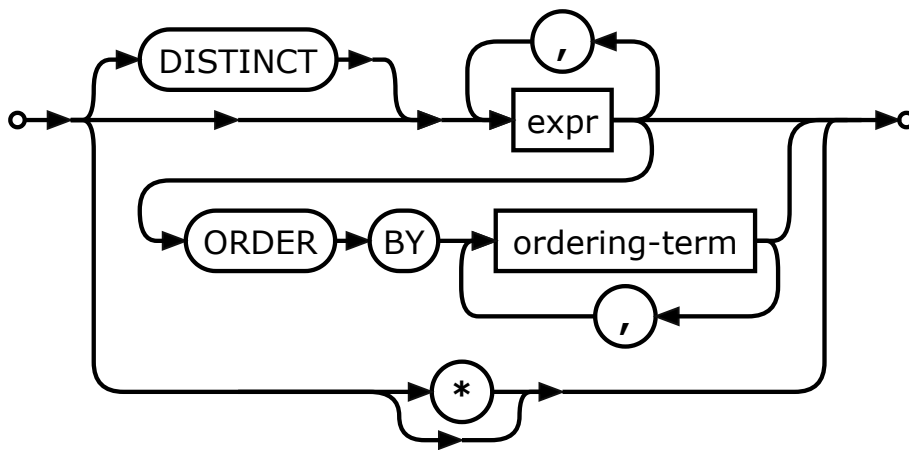 ,
DISTINCT
expr
ORDER BY ordering-term
,
*